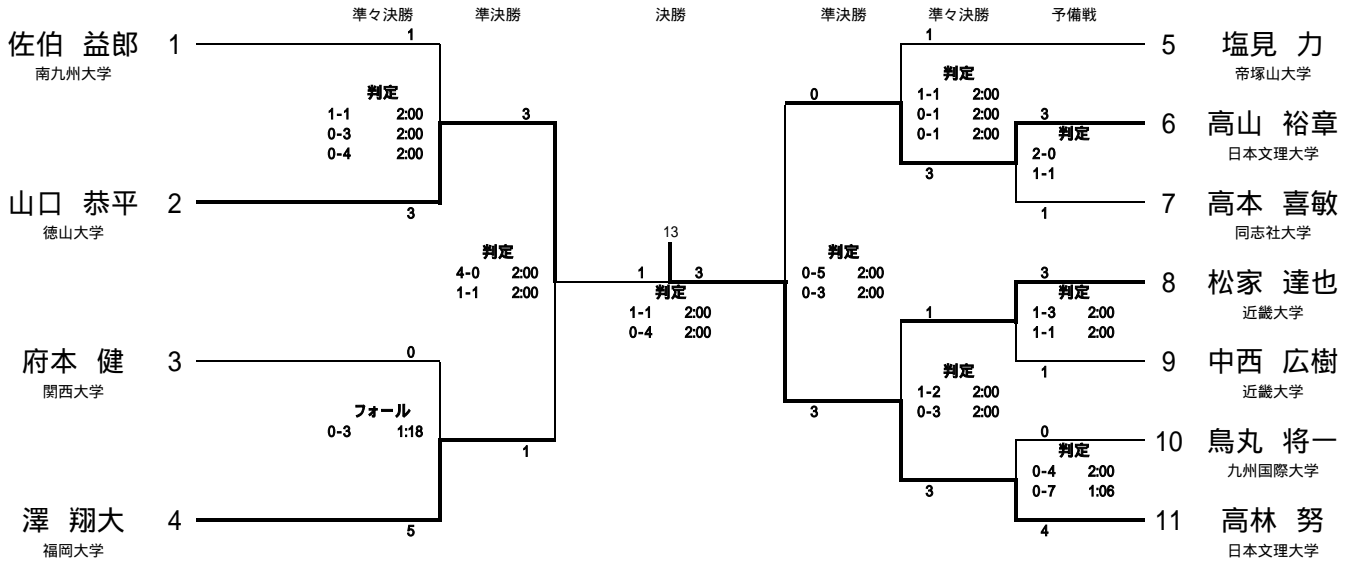 準々決勝 準決勝 決勝 準決勝 準々決勝 予備戦
佐伯 益郎 1
南九州大学
1
判定
1-1 2:00
0-3 2:00
0-4 2:00
3
山口 恭平 2
徳山大学
3
判定
4-0 2:00
1-1 2:00
府本 健 3
関西大学
0
フォール
0-3 1:18
1
澤 翔大 4
福岡大学
5
13
1 3
判定
1-1 2:00
0-4 2:00
1
5 塩見 力
帝塚山大学
0
判定
1-1 2:00
0-1 2:00
0-1 2:00
3
3
6 高山 裕章
日本文理大学
判定
2-0
1-1
1
7 高本 喜敏
同志社大学
判定
0-5 2:00
0-3 2:00
3
3
8 松家 達也
近畿大学
判定
1-3 2:00
1-1 2:00
1
1
9 中西 広樹
近畿大学
判定
1-2 2:00
0-3 2:00
3
0
10 鳥丸 将一
九州国際大学
判定
0-4 2:00
0-7 1:06
4
11 高林 努
日本文理大学